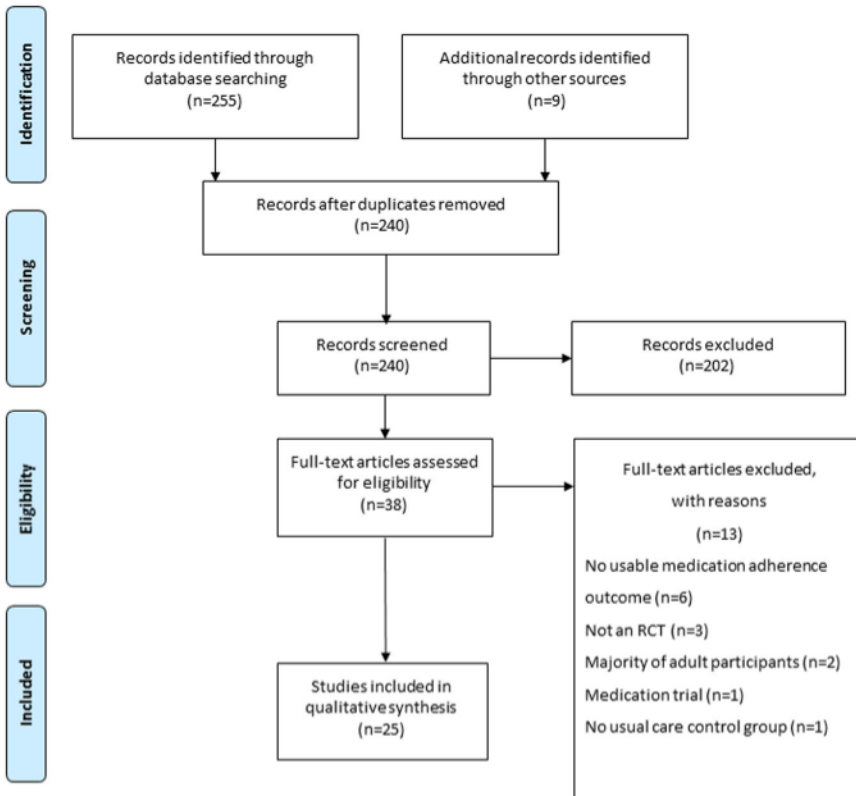 Identification
Records identified through
database searching
(n=255)
Additional records identified
through other sources
(n=9)
Records after duplicates removed
(n=240)
Screening
Records screened
(n=240)
Records excluded
(n=202)
Eligibility
Full-text articles assessed
for eligibility
(n=38)
Full-text articles excluded,
with reasons
(n=13)
No usable medication adherence
outcome (n=6)
Not an RCT (n=3)
Majority of adult participants (n=2)
Medication trial (n=1)
No usual care control group (n=1)
Included
Studies included in
qualitative synthesis
(n=25)